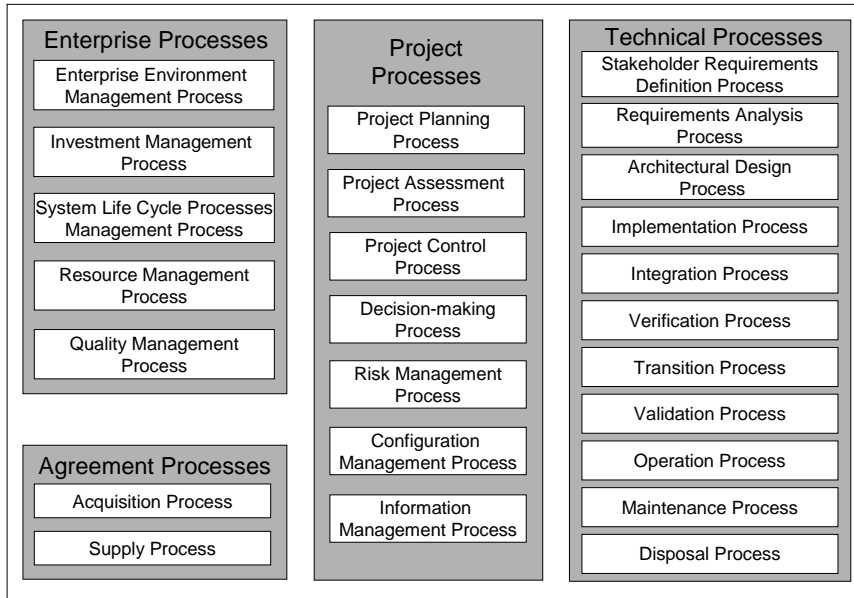 Enterprise Processes
Enterprise Environment
Management Process
Investment Management
Process
System Life Cycle Processes
Management Process
Resource Management
Process
Quality Management
Process
Agreement Processes
Acquisition Process
Supply Process
Project
Processes
Project Planning
Process
Project Assessment
Process
Project Control
Process
Decision-making
Process
Risk Management
Process
Configuration
Management Process
Information
Management Process
Technical Processes
Stakeholder Requirements
Definition Process
Requirements Analysis
Process
Architectural Design
Process
Implementation Process
Integration Process
Verification Process
Transition Process
Validation Process
Operation Process
Maintenance Process
Disposal Process